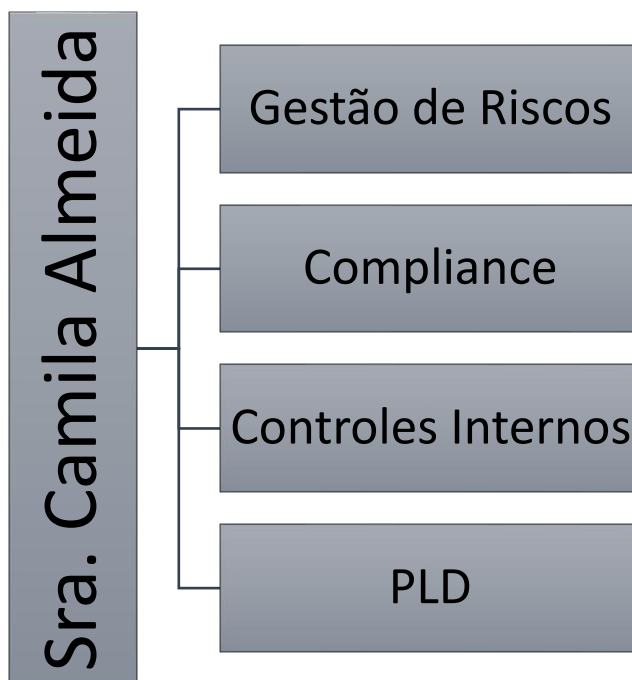 Sra. Camila Almeida
Gestão de Riscos
Compliance
Controles Internos
PLD